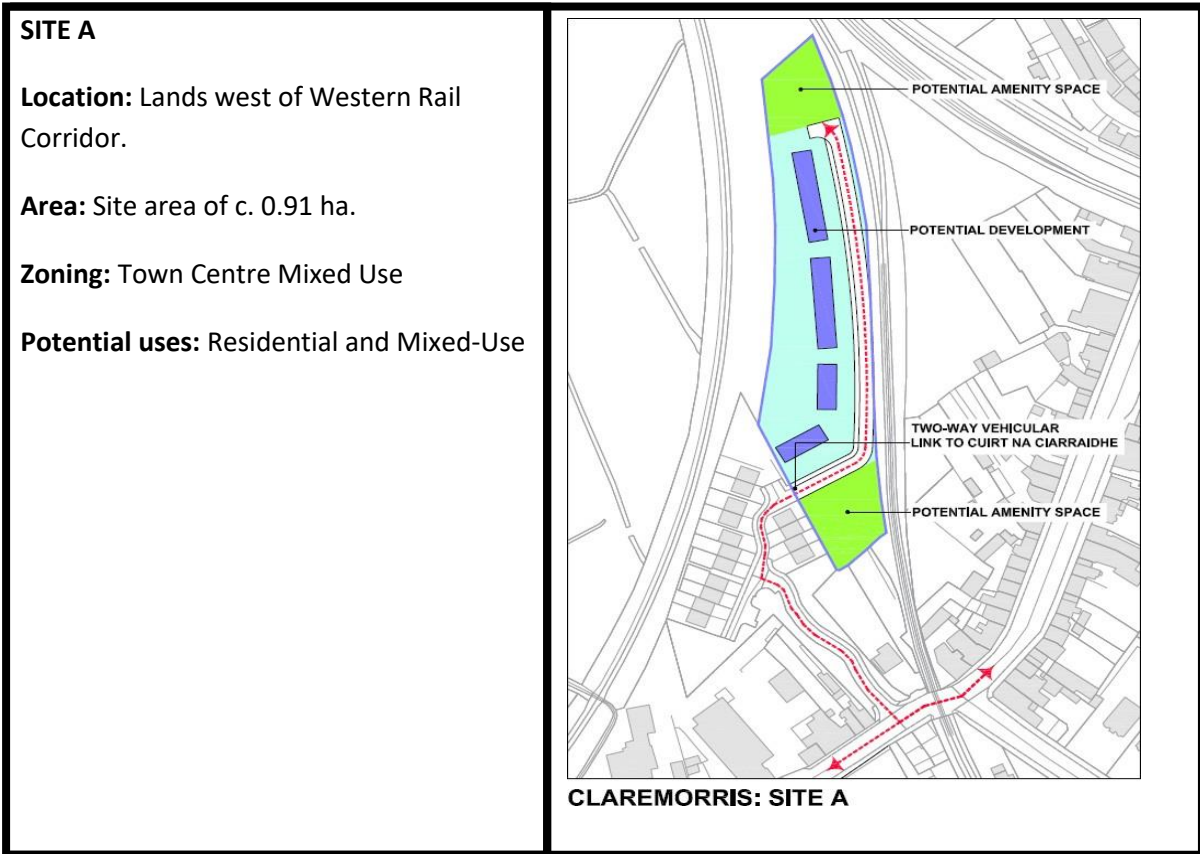 SITE A
Location: Lands west of Western Rail
Corridor.
Area: Site area of c. 0.91 ha.
Zoning: Town Centre Mixed Use
Potential uses: Residential and Mixed-Use
POTENTIAL AMENITY SPACE
POTENTIAL DEVELOPMENT
TWO-WAY VEHICULAR
LINK TO CUIRT NA CIARRAIDHE
POTENTIAL AMENITY SPACE
CLAREMORRIS: SITE A